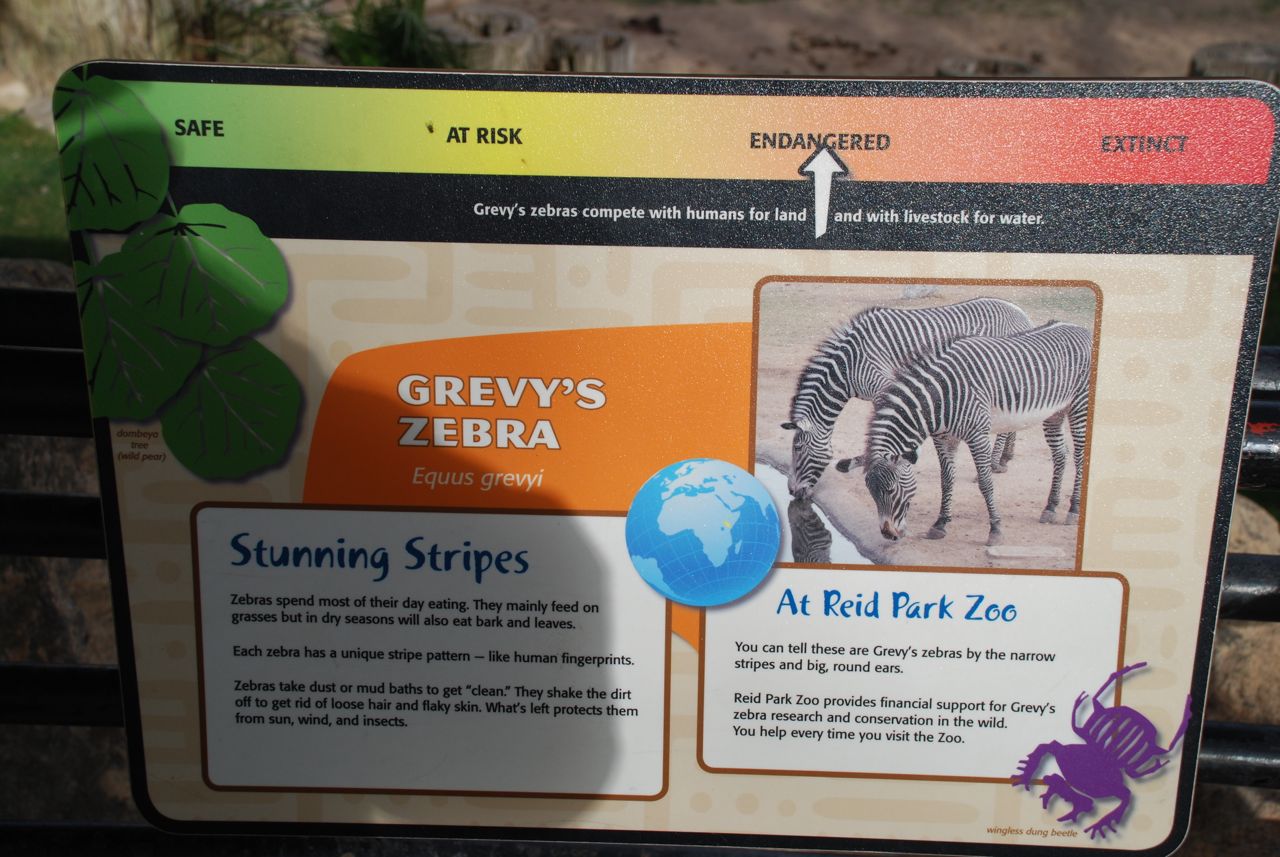 SAFE
AT RISK
ENDANGERED
EXTINCT
Grevy's zebras compete with humans for land and with livestock for water.
dombeya
tree
(wild pear)
GREVY'S
ZEBRA
Equus grevyi
Stunning Stripes
Zebras spend most of their day eating. They mainly feed on
grasses but in dry seasons will also eat bark and leaves.
Each zebra has a unique stripe pattern — like human fingerprints.
Zebras take dust or mud baths to get "clean." They shake the dirt
off to get rid of loose hair and flaky skin. What's left protects them
from sun, wind, and insects.
At Reid Park Zoo
You can tell these are Grevy's zebras by the narrow
stripes and big, round ears.
Reid Park Zoo provides financial support for Grevy's
zebra research and conservation in the wild.
You help every time you visit the Zoo.
wingless dung beetle